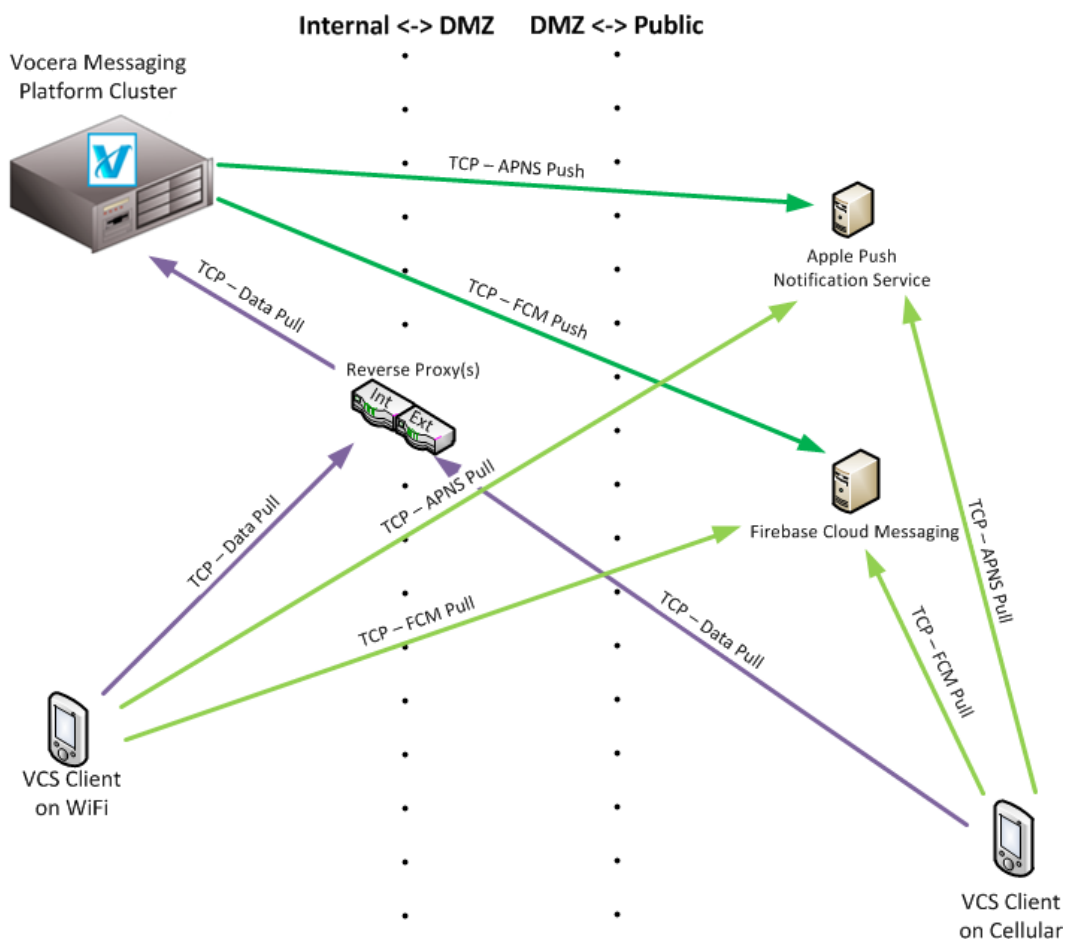 Internal <-> DMZ
DMZ <-> Public
Vocera Messaging
Platform Cluster
V
TCP – APNS Push
Apple Push
Notification Service
TCP – Data Pull
TCP – FCM Push
Reverse Proxy(s)
Int
Ext
TCP – APNS Pull
TCP – Data Pull
Firebase Cloud Messaging
TCP – APNS Pull
TCP – FCM Pull
TCP – Data Pull
TCP – FCM Pull
VCS Client
on WiFi
VCS Client
on Cellular